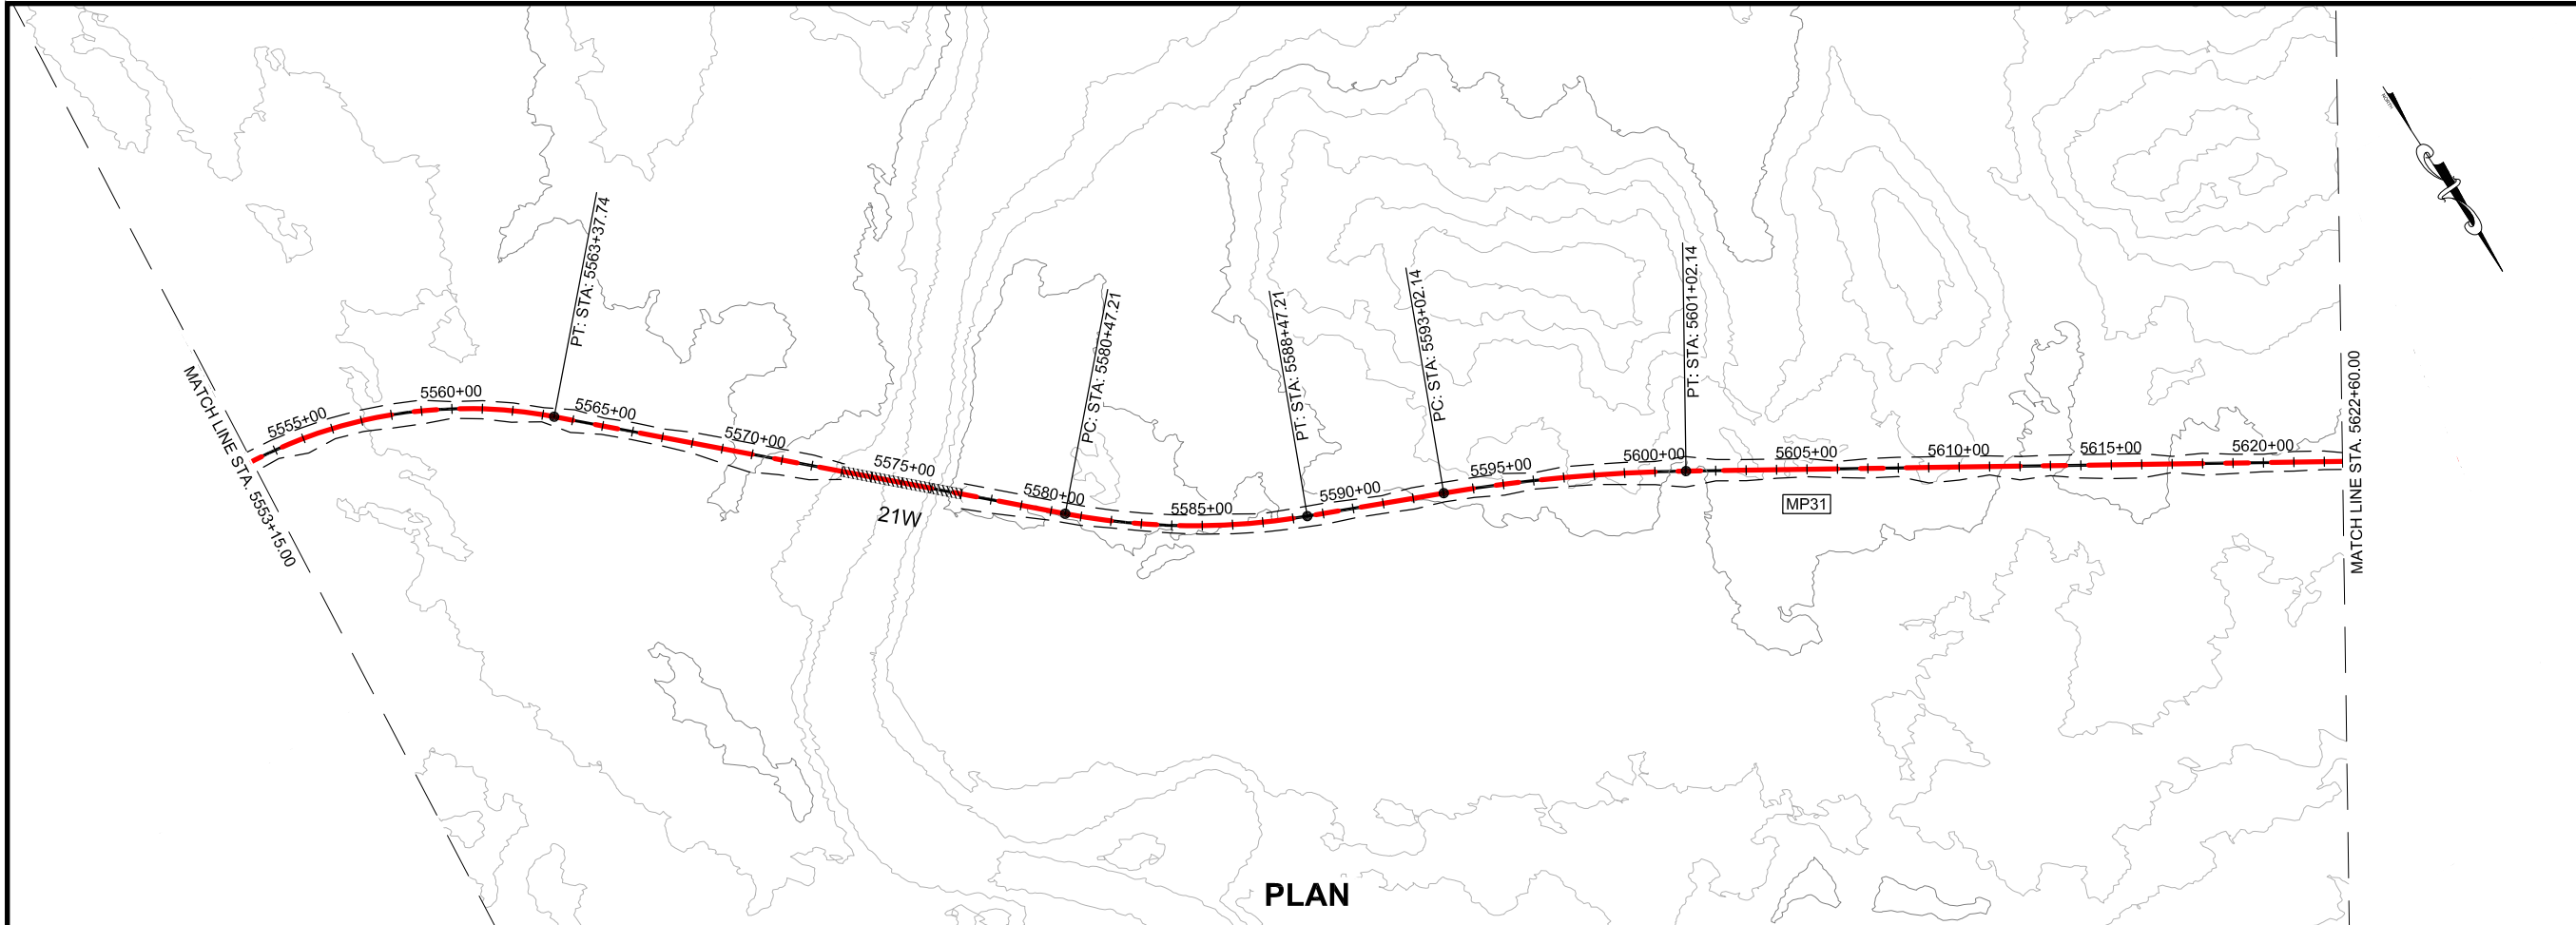 MATCH LINE STA. 5553+15.00
5555+00
5560+00
PT: STA: 5563+37.74
5565+00
5570+00
5575+00
21W
5580+00
PC: STA: 5580+47.21
5585+00
PT: STA: 5588+47.21
5590+00
PC: STA: 5593+02.14
5595+00
5600+00
PT: STA: 5601+02.14
5605+00
MP31
5610+00
5615+00
5620+00
MATCH LINE STA. 5622+60.00
NORTH
PLAN